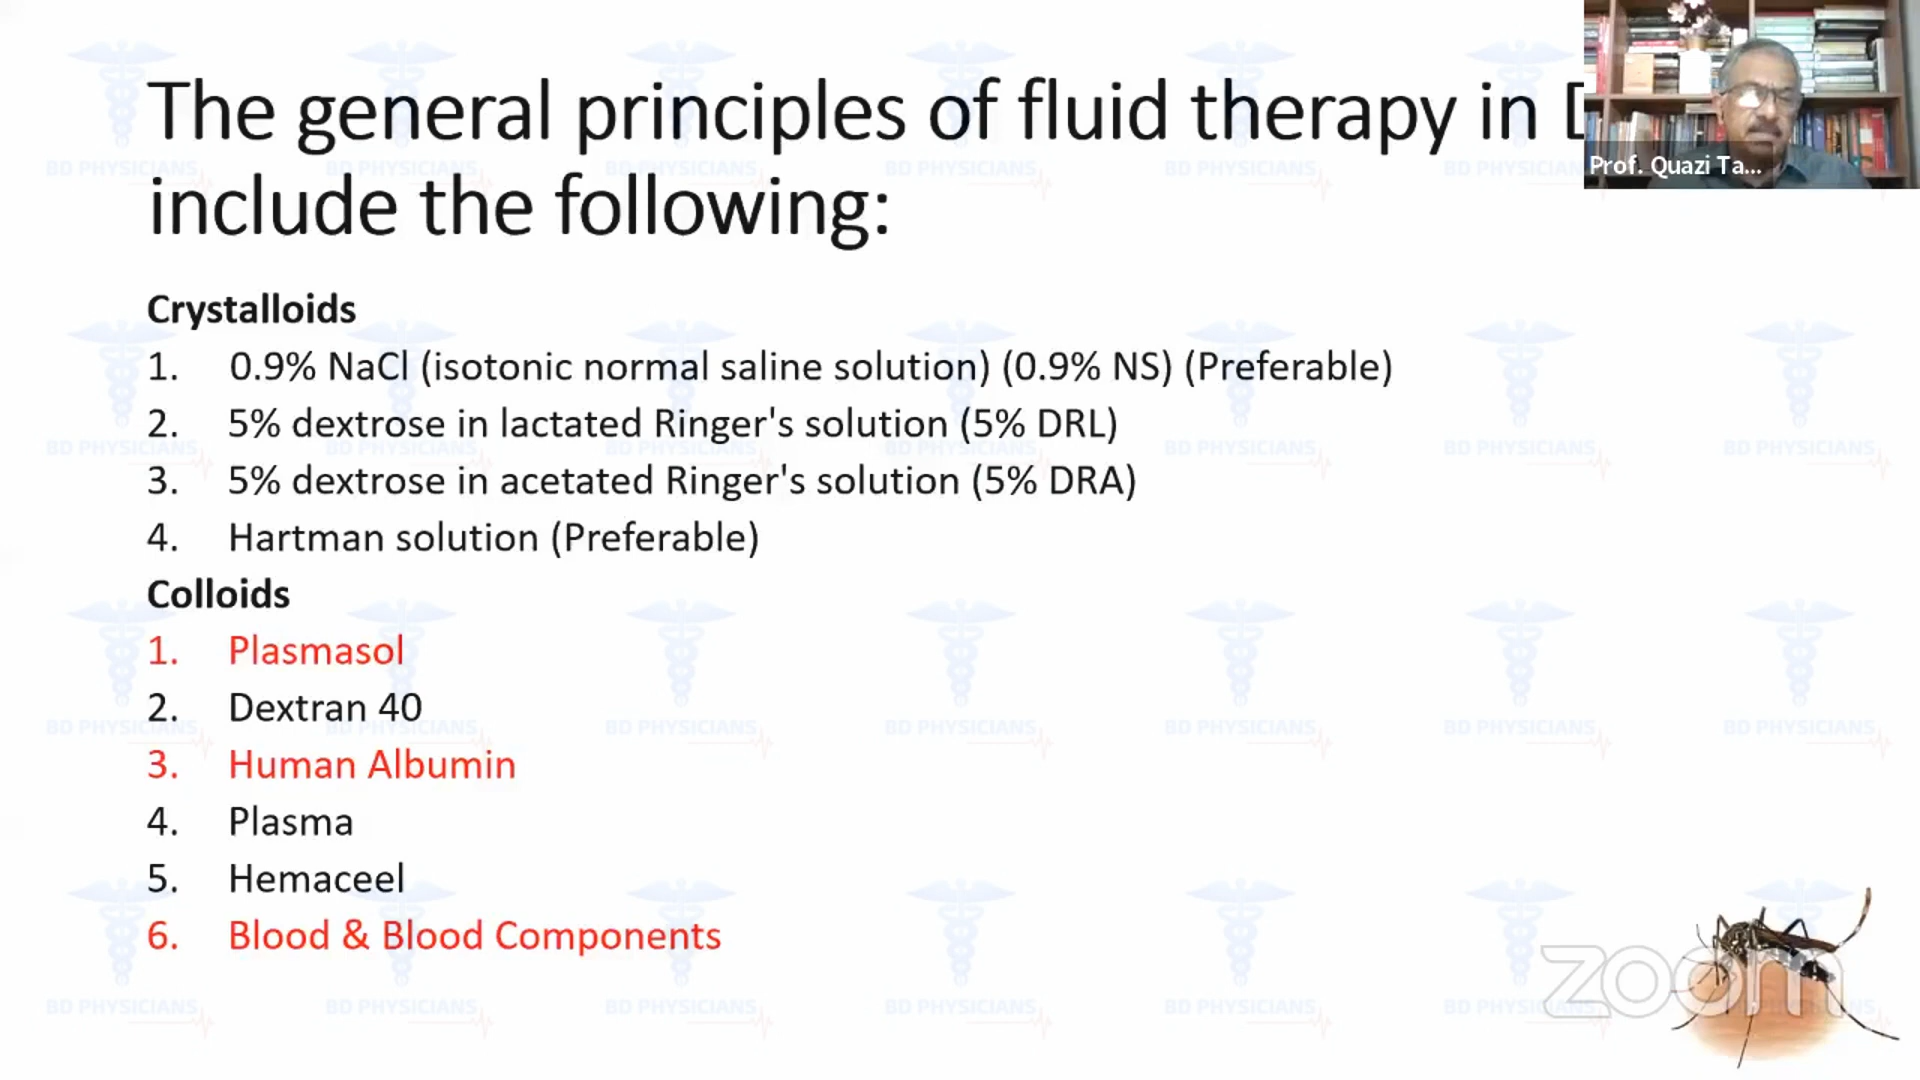 The general principles of fluid therapy in D
include the following:
Prof. Quazi Ta...
Crystalloids
1. 0.9% NaCl (isotonic normal saline solution) (0.9% NS) (Preferable)
2. 5% dextrose in lactated Ringer's solution (5% DRL)
3. 5% dextrose in acetated Ringer's solution (5% DRA)
4. Hartman solution (Preferable)
Colloids
1. Plasmasol
2. Dextran 40
3. Human Albumin
4. Plasma
5. Hemaceel
6. Blood & Blood Components
zoom
BD PHYSICIANS